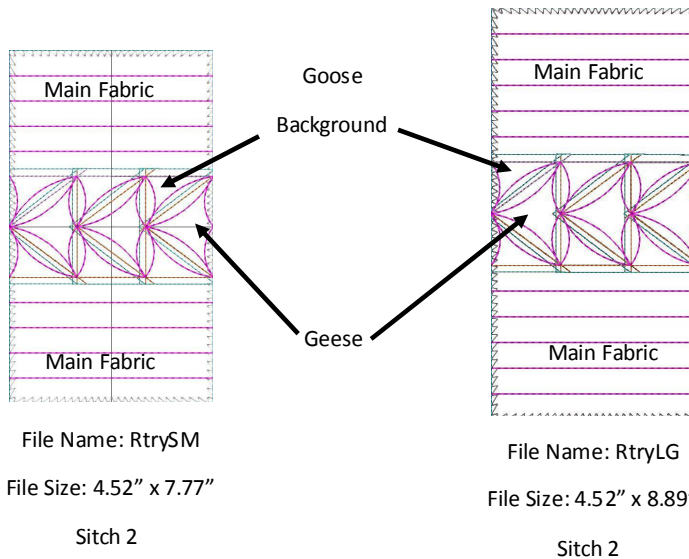 Main Fabric
Main Fabric
Goose
Background
Geese
Main Fabric
Main Fabric
File Name: RtrySM
File Size: 4.52” x 7.77”
Sitch 2
File Name: RtryLG
File Size: 4.52” x 8.89"
Sitch 2